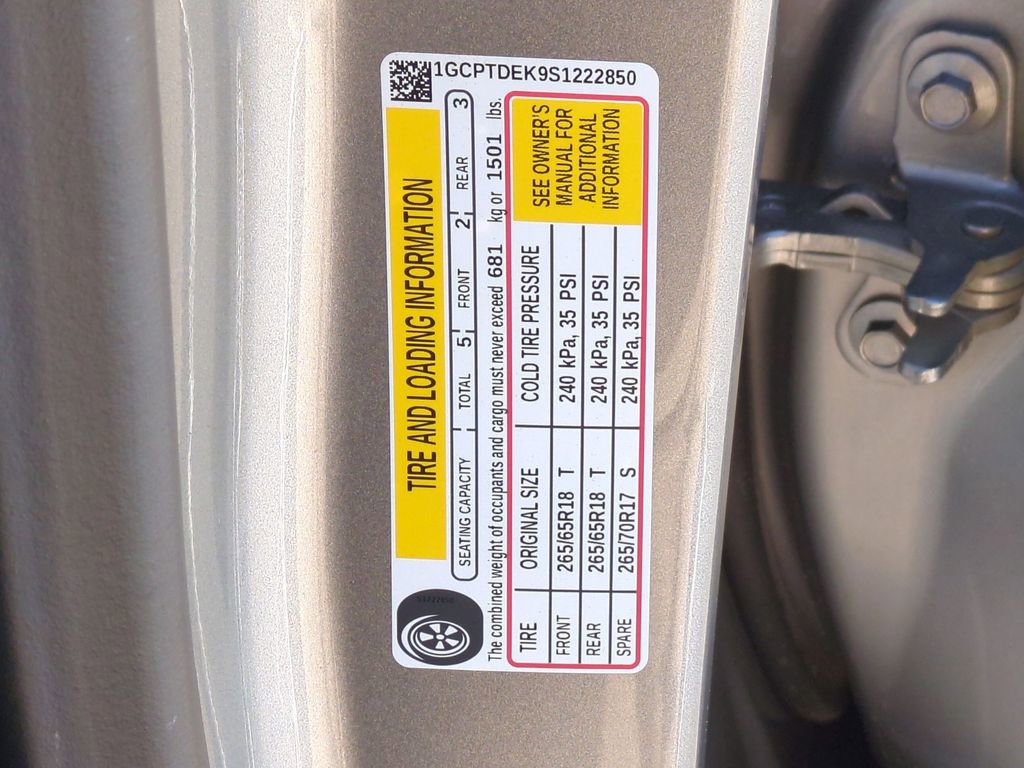 1GCPTDEK9S1222850
TIRE AND LOADING INFORMATION
SEATING CAPACITY TOTAL 5 FRONT 2 REAR 3
The combined weight of occupants and cargo must never exceed 681 kg or 1501 lbs.
TIRE ORIGINAL SIZE COLD TIRE PRESSURE
FRONT 265/65R18 T 240 kPa, 35 PSI
REAR 265/65R18 T 240 kPa, 35 PSI
SPARE 265/70R17 S 240 kPa, 35 PSI
SEE OWNER'S
MANUAL FOR
ADDITIONAL
INFORMATION
S1222850